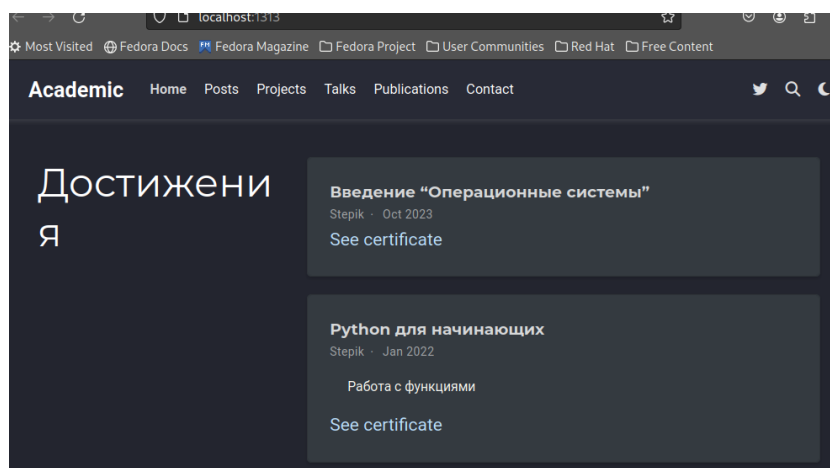 localhost:1313
Most Visited Fedora Docs Fedora Magazine Fedora Project User Communities Red Hat Free Content
Academic Home Posts Projects Talks Publications Contact
Достижени
я
Введение “Операционные системы”
Stepik · Oct 2023
See certificate
Python для начинающих
Stepik · Jan 2022
Работа с функциями
See certificate